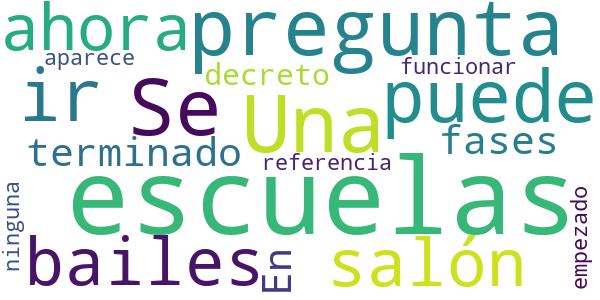 ahora pregunta
aparece
decreto funcionar
ir Se Una puede
terminado fases
referencia
escuelas
ninguna bailes En salón empezado